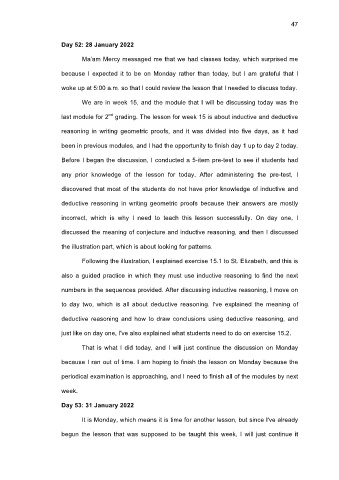 47
Day 52: 28 January 2022
Ma'am Mercy messaged me that we had classes today, which surprised me
because I expected it to be on Monday rather than today, but I am grateful that I
woke up at 5:00 a.m. so that I could review the lesson that I needed to discuss today.
We are in week 15, and the module that I will be discussing today was the
last module for 2nd grading. The lesson for week 15 is about inductive and deductive
reasoning in writing geometric proofs, and it was divided into five days, as it had
been in previous modules, and I had the opportunity to finish day 1 up to day 2 today.
Before I began the discussion, I conducted a 5-item pre-test to see if students had
any prior knowledge of the lesson for today. After administering the pre-test, I
discovered that most of the students do not have prior knowledge of inductive and
deductive reasoning in writing geometric proofs because their answers are mostly
incorrect, which is why I need to teach this lesson successfully. On day one, I
discussed the meaning of conjecture and inductive reasoning, and then I discussed
the illustration part, which is about looking for patterns.
Following the illustration, I explained exercise 15.1 to St. Elizabeth, and this is
also a guided practice in which they must use inductive reasoning to find the next
numbers in the sequences provided. After discussing inductive reasoning, I move on
to day two, which is all about deductive reasoning. I've explained the meaning of
deductive reasoning and how to draw conclusions using deductive reasoning, and
just like on day one, I've also explained what students need to do on exercise 15.2.
That is what I did today, and I will just continue the discussion on Monday
because I ran out of time. I am hoping to finish the lesson on Monday because the
periodical examination is approaching, and I need to finish all of the modules by next
week.
Day 53: 31 January 2022
It is Monday, which means it is time for another lesson, but since I've already
begun the lesson that was supposed to be taught this week, I will just continue it